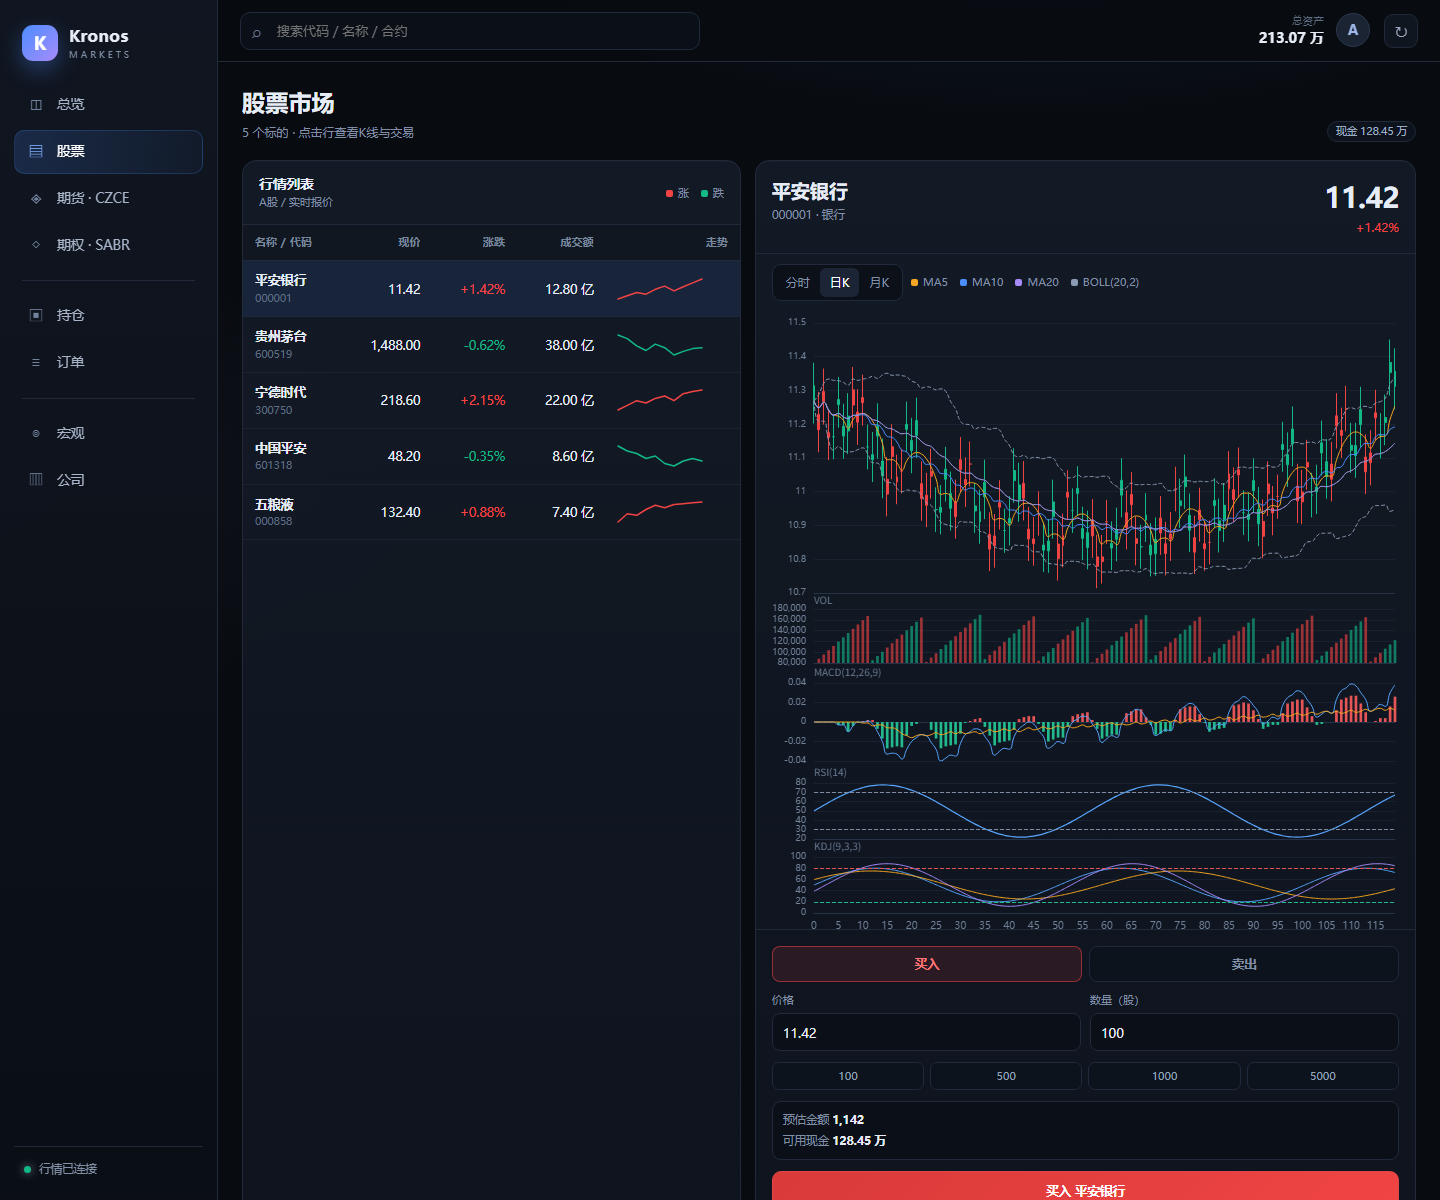 K
Kronos
MARKETS
总览
股票
期货 · CZCE
期权 · SABR
持仓
订单
宏观
公司
行情已连接
搜索代码 / 名称 / 合约
总资产
213.07 万
A
股票市场
5 个标的 · 点击行查看K线与交易
现金 128.45 万
行情列表
A股 / 实时报价
涨 跌
名称 / 代码 现价 涨跌 成交额 走势
平安银行
000001
11.42 +1.42% 12.80 亿
贵州茅台
600519
1,488.00 -0.62% 38.00 亿
宁德时代
300750
218.60 +2.15% 22.00 亿
中国平安
601318
48.20 -0.35% 8.60 亿
五粮液
000858
132.40 +0.88% 7.40 亿
平安银行
000001 · 银行
11.42
+1.42%
分时 日K 月K MA5 MA10 MA20 BOLL(20,2)
11.5
11.4
11.3
11.2
11.1
11
10.9
10.8
10.7
VOL
180,000
160,000
140,000
120,000
100,000
80,000
MACD(12,26,9)
0.04
0.02
0
-0.02
-0.04
RSI(14)
80
70
60
50
40
30
20
KDJ(9,3,3)
100
80
60
40
20
0
0 5 10 15 20 25 30 35 40 45 50 55 60 65 70 75 80 85 90 95 100 105 110 115
买入 卖出
价格 数量（股）
11.42 100
100 500 1000 5000
预估金额 1,142
可用现金 128.45 万
买入 平安银行